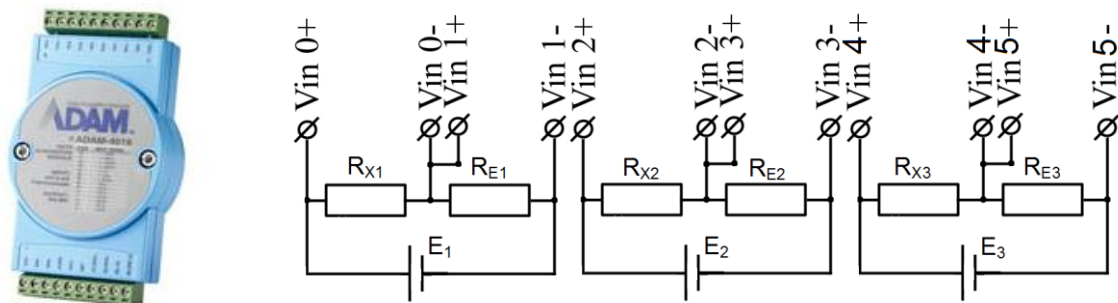 ADAM
ADAM-4019
Vin 0+
Vin 0-
Vin 1+
Vin 1-
Vin 2+
Vin 2-
Vin 3+
Vin 3-
Vin 4+
Vin 4-
Vin 5+
Vin 5-
RX1
RE1
RX2
RE2
RX3
RE3
E1
E2
E3